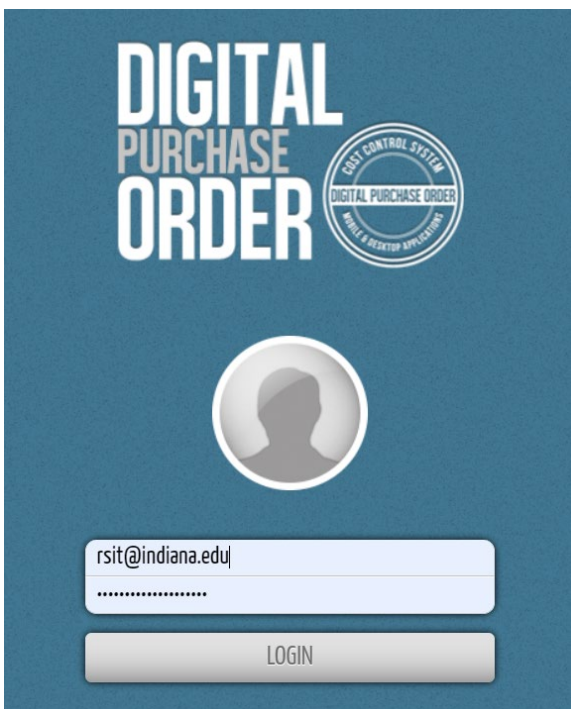 DIGITAL
PURCHASE
ORDER
COST CONTROL SYSTEM
DIGITAL PURCHASE ORDER
MOBILE & DESKTOP APPLICATIONS
rsit@indiana.edu
••••••••••••••••••••
LOGIN